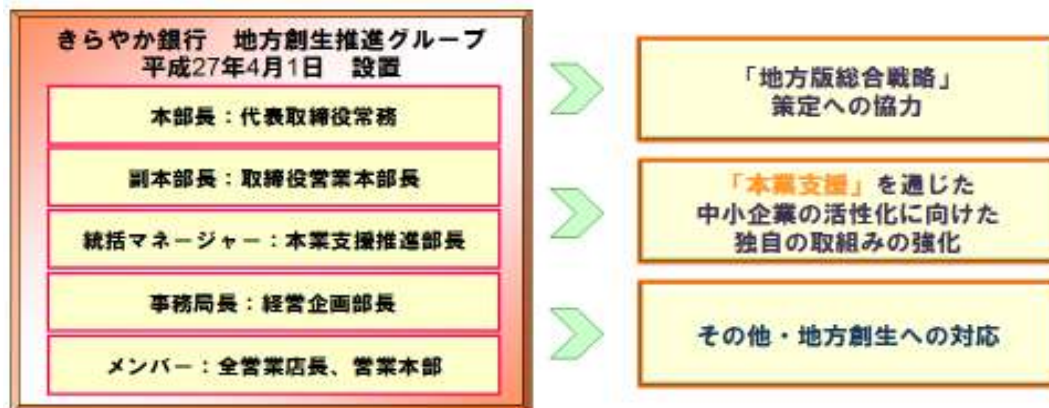 きらやか銀行　地方創生推進グループ
平成27年4月1日　設置
本部長：代表取締役常務
副本部長：取締役営業本部長
統括マネージャー：本業支援推進部長
事務局長：経営企画部長
メンバー：全営業店長、営業本部
「地方版総合戦略」
策定への協力
「本業支援」を通じた
中小企業の活性化に向けた
独自の取組みの強化
その他・地方創生への対応